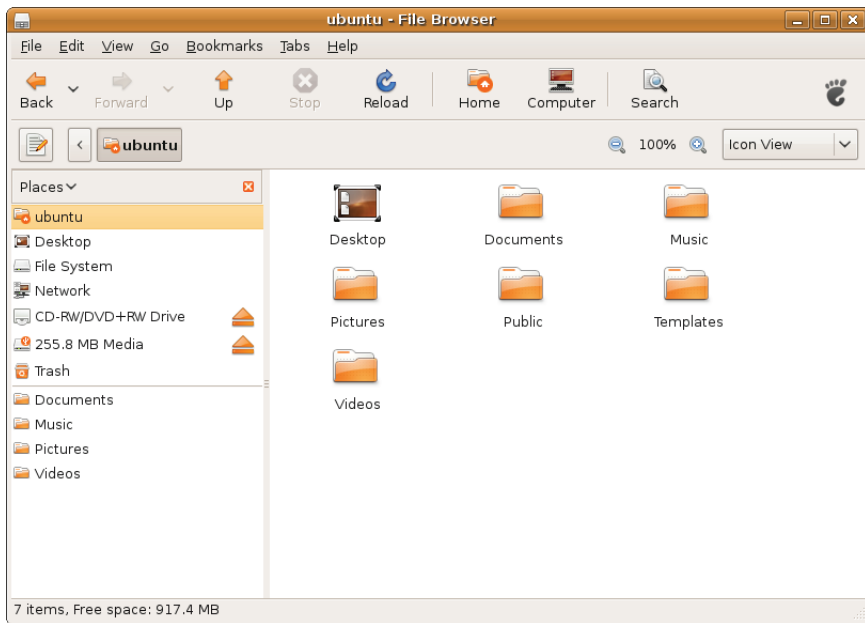 ubuntu - File Browser
File Edit View Go Bookmarks Tabs Help
Back Forward Up Stop Reload Home Computer Search
ubuntu 100% Icon View
Places
ubuntu
Desktop
File System
Network
CD-RW/DVD+RW Drive
255.8 MB Media
Trash
Documents
Music
Pictures
Videos
Desktop Documents Music
Pictures Public Templates
Videos
7 items, Free space: 917.4 MB